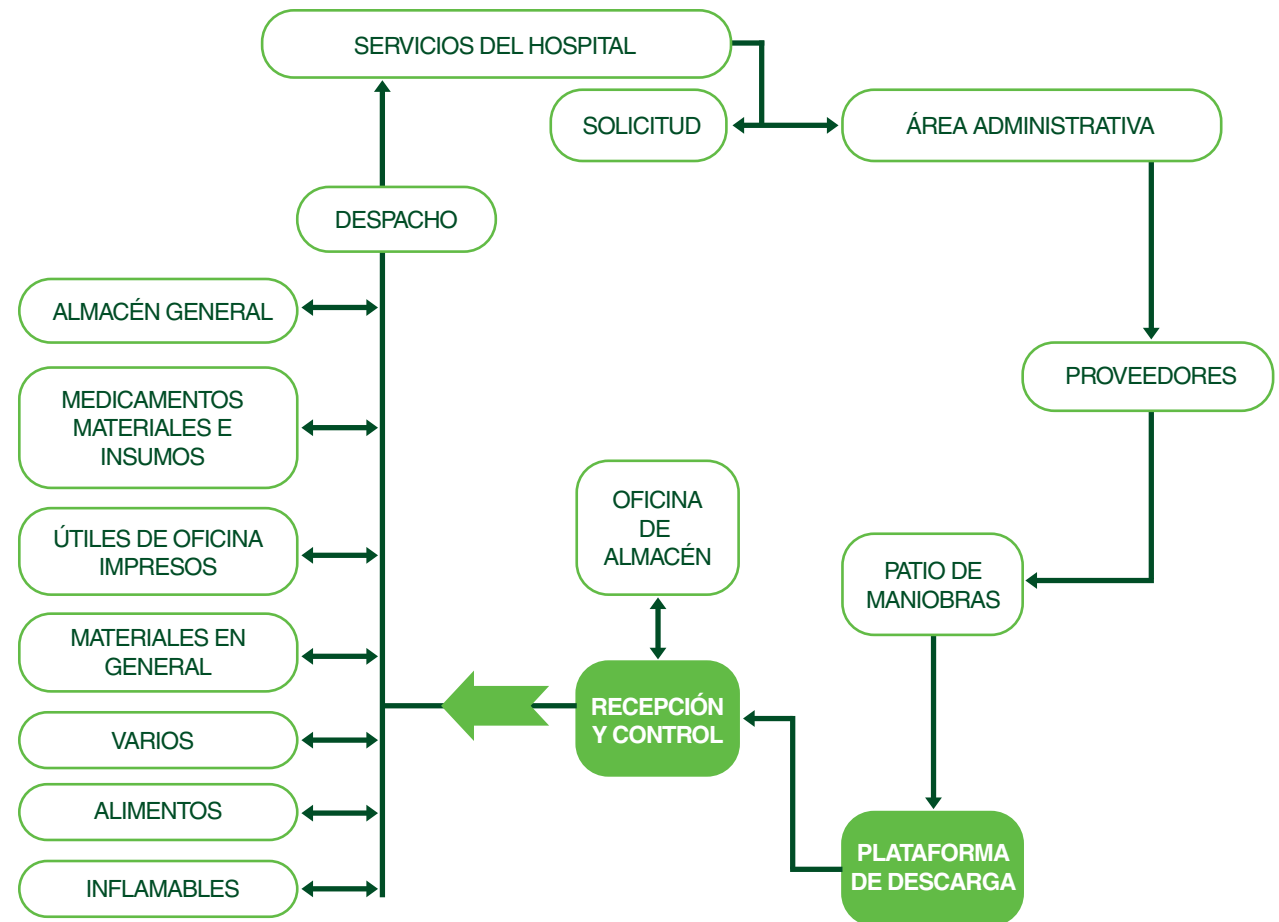 SERVICIOS DEL HOSPITAL
SOLICITUD
ÁREA ADMINISTRATIVA
DESPACHO
ALMACÉN GENERAL
MEDICAMENTOS
MATERIALES E
INSUMOS
ÚTILES DE OFICINA
IMPRESOS
MATERIALES EN
GENERAL
VARIOS
ALIMENTOS
INFLAMABLES
PROVEEDORES
OFICINA
DE
ALMACÉN
PATIO DE
MANIOBRAS
RECEPCIÓN
Y CONTROL
PLATAFORMA
DE DESCARGA